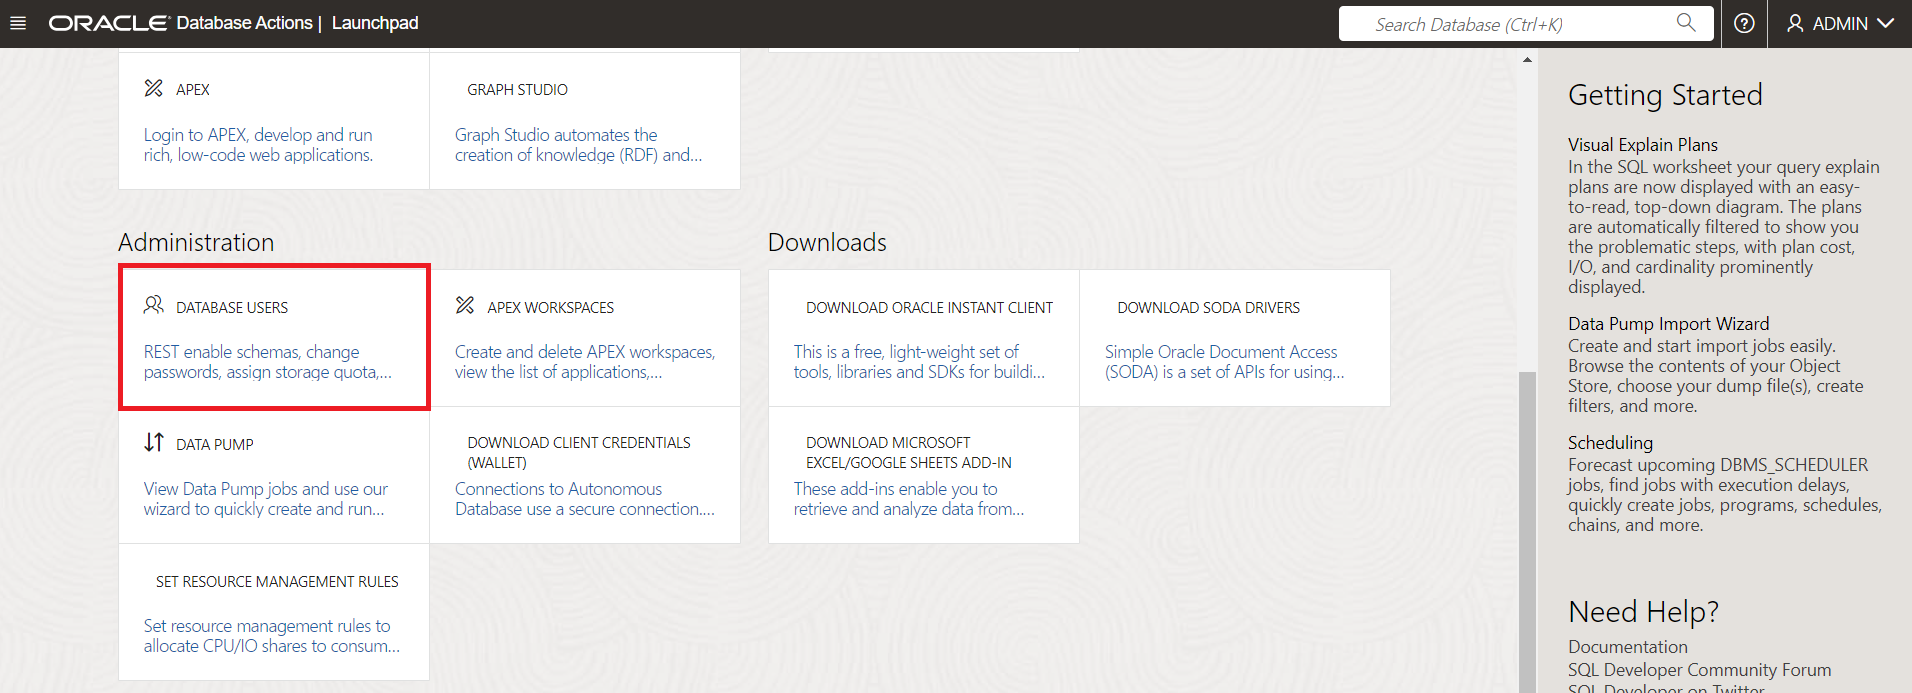 ORACLE Database Actions | Launchpad
Search Database (Ctrl+K)
ADMIN
APEX
Login to APEX, develop and run
rich, low-code web applications.
GRAPH STUDIO
Graph Studio automates the
creation of knowledge (RDF) and...
Administration
DATABASE USERS
REST enable schemas, change
passwords, assign storage quota,...
APEX WORKSPACES
Create and delete APEX workspaces,
view the list of applications,...
DATA PUMP
View Data Pump jobs and use our
wizard to quickly create and run...
DOWNLOAD CLIENT CREDENTIALS
(WALLET)
Connections to Autonomous
Database use a secure connection....
SET RESOURCE MANAGEMENT RULES
Set resource management rules to
allocate CPU/IO shares to consum...
Downloads
DOWNLOAD ORACLE INSTANT CLIENT
This is a free, light-weight set of
tools, libraries and SDKs for buildi...
DOWNLOAD SODA DRIVERS
Simple Oracle Document Access
(SODA) is a set of APIs for using...
DOWNLOAD MICROSOFT
EXCEL/GOOGLE SHEETS ADD-IN
These add-ins enable you to
retrieve and analyze data from...
Getting Started
Visual Explain Plans
In the SQL worksheet your query explain
plans are now displayed with an easy-
to-read, top-down diagram. The plans
are automatically filtered to show you
the problematic steps, with plan cost,
I/O, and cardinality prominently
displayed.
Data Pump Import Wizard
Create and start import jobs easily.
Browse the contents of your Object
Store, choose your dump file(s), create
filters, and more.
Scheduling
Forecast upcoming DBMS_SCHEDULER
jobs, find jobs with execution delays,
quickly create jobs, programs, schedules,
chains, and more.
Need Help?
Documentation
SQL Developer Community Forum
SQL Developer on Twitter